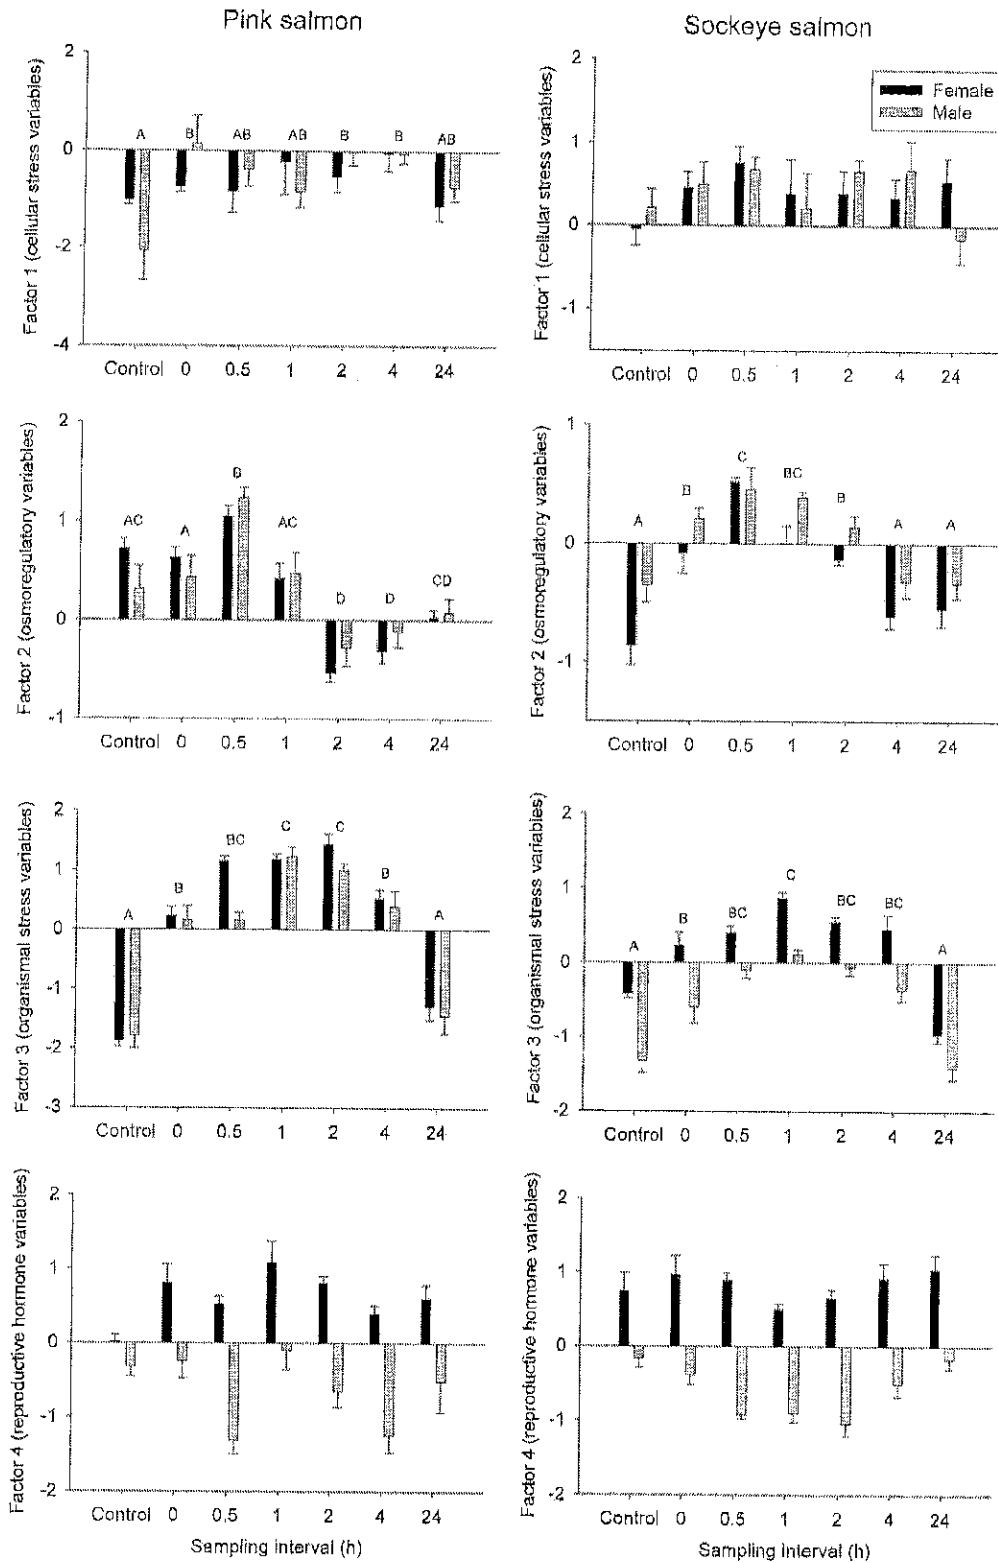 Pink salmon
Factor 1 (cellular stress variables)
2
0
-2
-4
A
B
AB
AB
B
B
AB
Control 0 0.5 1 2 4 24
Sockeye salmon
Female
Male
Factor 1 (cellular stress variables)
2
1
0
-1
Control 0 0.5 1 2 4 24
Factor 2 (osmoregulatory variables)
2
1
0
-1
AC
A
B
AC
D
D
CD
Control 0 0.5 1 2 4 24
Factor 2 (osmoregulatory variables)
1
0
-1
A
B
C
BC
B
A
A
Control 0 0.5 1 2 4 24
Factor 3 (organismal stress variables)
2
1
0
-1
-2
-3
A
B
BC
C
C
B
A
Control 0 0.5 1 2 4 24
Factor 3 (organismal stress variables)
2
1
0
-1
-2
A
B
BC
C
BC
BC
A
Control 0 0.5 1 2 4 24
Factor 4 (reproductive hormone variables)
2
1
0
-1
-2
Control 0 0.5 1 2 4 24
Sampling interval (h)
Factor 4 (reproductive hormone variables)
2
1
0
-1
-2
Control 0 0.5 1 2 4 24
Sampling interval (h)